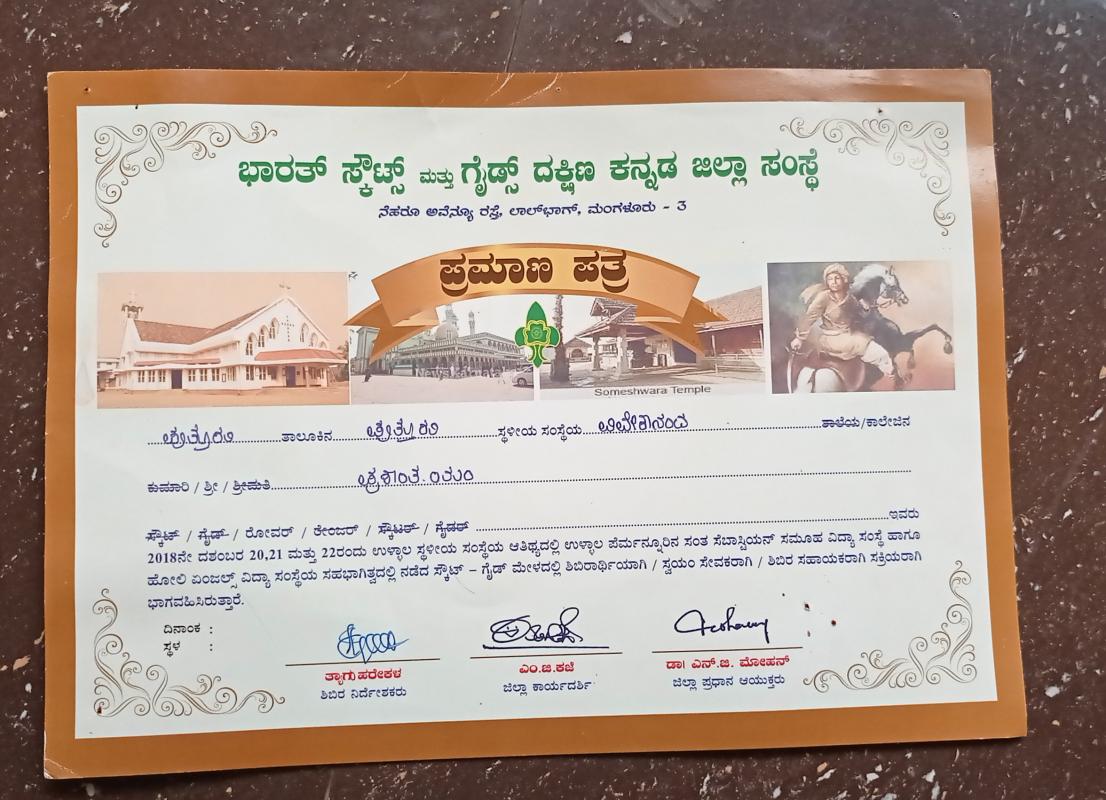 ಭಾರತ್ ಸ್ಕೌಟ್ಸ್ ಮತ್ತು ಗೈಡ್ಸ್ ದಕ್ಷಿಣ ಕನ್ನಡ ಜಿಲ್ಲಾ ಸಂಸ್ಥೆ
ನೆಹರೂ ಅವೆನ್ಯೂ ರಸ್ತೆ, ಲಾಲ್‌ಭಾಗ್, ಮಂಗಳೂರು - 3
ಪ್ರಮಾಣ ಪತ್ರ
Someshwara Temple
ಪುತ್ತೂರು ತಾಲೂಕಿನ ಪುತ್ತೂರು ಸ್ಥಳೀಯ ಸಂಸ್ಥೆಯ ವಿವೇಕಾನಂದ ಶಾಲೆಯ/ಕಾಲೇಜಿನ
ಕುಮಾರಿ / ಶ್ರೀ / ಶ್ರೀಮತಿ ಪ್ರಶಾಂತ
ಸ್ಕೌಟ್ / ಗೈಡ್ / ರೋವರ್ / ರೇಂಜರ್ / ಸ್ಕೌಟರ್ / ಗೈಡರ್ ಇವರು
2018ನೇ ದಶಂಬರ 20,21 ಮತ್ತು 22ರಂದು ಉಳ್ಳಾಲ ಸ್ಥಳೀಯ ಸಂಸ್ಥೆಯ ಆತಿಥ್ಯದಲ್ಲಿ ಉಳ್ಳಾಲ ಪೆರ್ಮನ್ನೂರಿನ ಸಂತ ಸೆಬಾಸ್ಟಿಯನ್ ಸಮೂಹ ವಿದ್ಯಾ ಸಂಸ್ಥೆ ಹಾಗೂ
ಹೋಲಿ ಏಂಜಲ್ಸ್ ವಿದ್ಯಾ ಸಂಸ್ಥೆಯ ಸಹಭಾಗಿತ್ವದಲ್ಲಿ ನಡೆದ ಸ್ಕೌಟ್ – ಗೈಡ್ ಮೇಳದಲ್ಲಿ ಶಿಬಿರಾರ್ಥಿಯಾಗಿ / ಸ್ವಯಂ ಸೇವಕರಾಗಿ / ಶಿಬಿರ ಸಹಾಯಕರಾಗಿ ಸಕ್ರಿಯರಾಗಿ
ಭಾಗವಹಿಸಿರುತ್ತಾರೆ.
ದಿನಾಂಕ :
ಸ್ಥಳ :
ತ್ಯಾಗು ಹರೇಕಳ ಎಂ.ಜಿ.ಕಜೆ ಡಾ। ಎನ್.ಜಿ. ಮೋಹನ್
ಶಿಬಿರ ನಿರ್ದೇಶಕರು ಜಿಲ್ಲಾ ಕಾರ್ಯದರ್ಶಿ ಜಿಲ್ಲಾ ಪ್ರಧಾನ ಆಯುಕ್ತರು